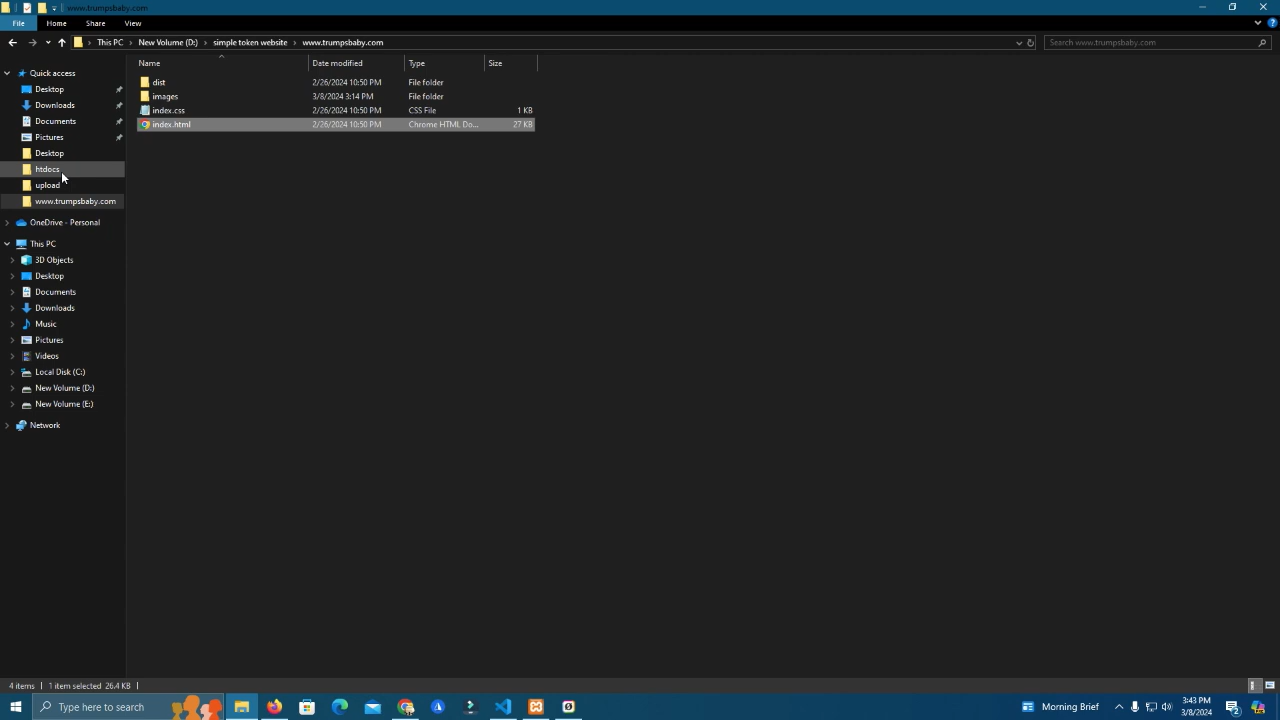 www.trumpsbaby.com
File Home Share View
This PC New Volume (D:) simple token website www.trumpsbaby.com Search www.trumpsbaby.com
Name Date modified Type Size
Quick access
Desktop
Downloads
Documents
Pictures
Desktop
htdocs
upload
www.trumpsbaby.com
OneDrive - Personal
This PC
3D Objects
Desktop
Documents
Downloads
Music
Pictures
Videos
Local Disk (C:)
New Volume (D:)
New Volume (E:)
Network
dist 2/26/2024 10:50 PM File folder
images 3/8/2024 3:14 PM File folder
index.css 2/26/2024 10:50 PM CSS File 1 KB
index.html 2/26/2024 10:50 PM Chrome HTML Do... 27 KB
4 items 1 item selected 26.4 KB
Type here to search
Morning Brief
3:43 PM
3/8/2024